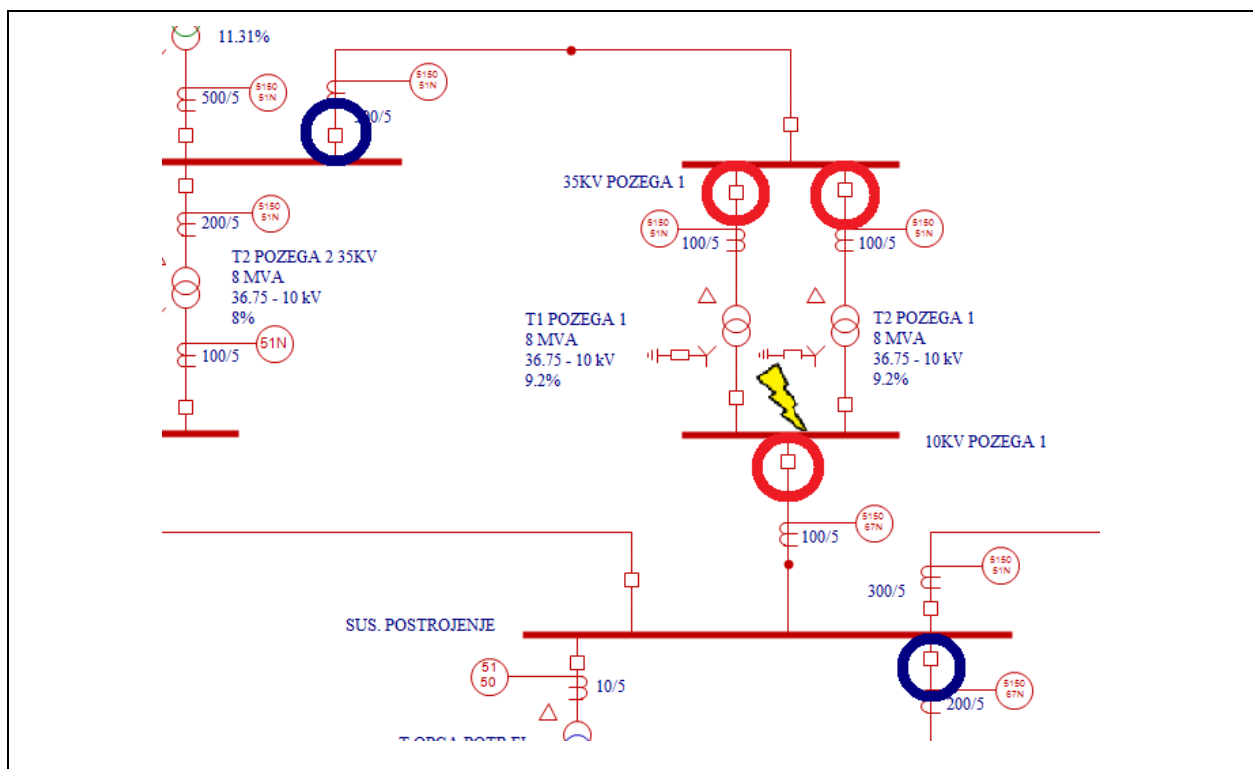 11.31%
5150
51N
500/5
5150
51N
200/5
5150
51N
T2 POZEGA 2 35KV
8 MVA
36.75 - 10 kV
8%
100/5
51N
35KV POZEGA 1
5150
51N
100/5
100/5
5150
51N
T1 POZEGA 1
8 MVA
36.75 - 10 kV
9.2%
T2 POZEGA 1
8 MVA
36.75 - 10 kV
9.2%
10KV POZEGA 1
100/5
5150
67N
300/5
5150
51N
SUS. POSTROJENJE
51
50
10/5
200/5
5150
67N